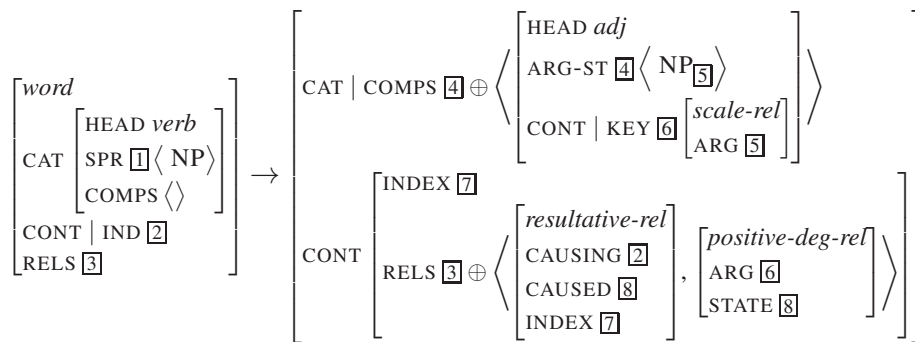 [word
CAT [HEAD verb
SPR [1]⟨ NP⟩
COMPS ⟨⟩]
CONT | IND [2]
RELS [3]]
→
[CAT | COMPS [4] ⊕ ⟨[HEAD adj
ARG-ST [4]⟨ NP[5]⟩
CONT | KEY [6] [scale-rel
ARG [5]]]⟩
CONT [INDEX [7]
RELS [3] ⊕ ⟨[resultative-rel
CAUSING [2]
CAUSED [8]
INDEX [7]], [positive-deg-rel
ARG [6]
STATE [8]]⟩]]